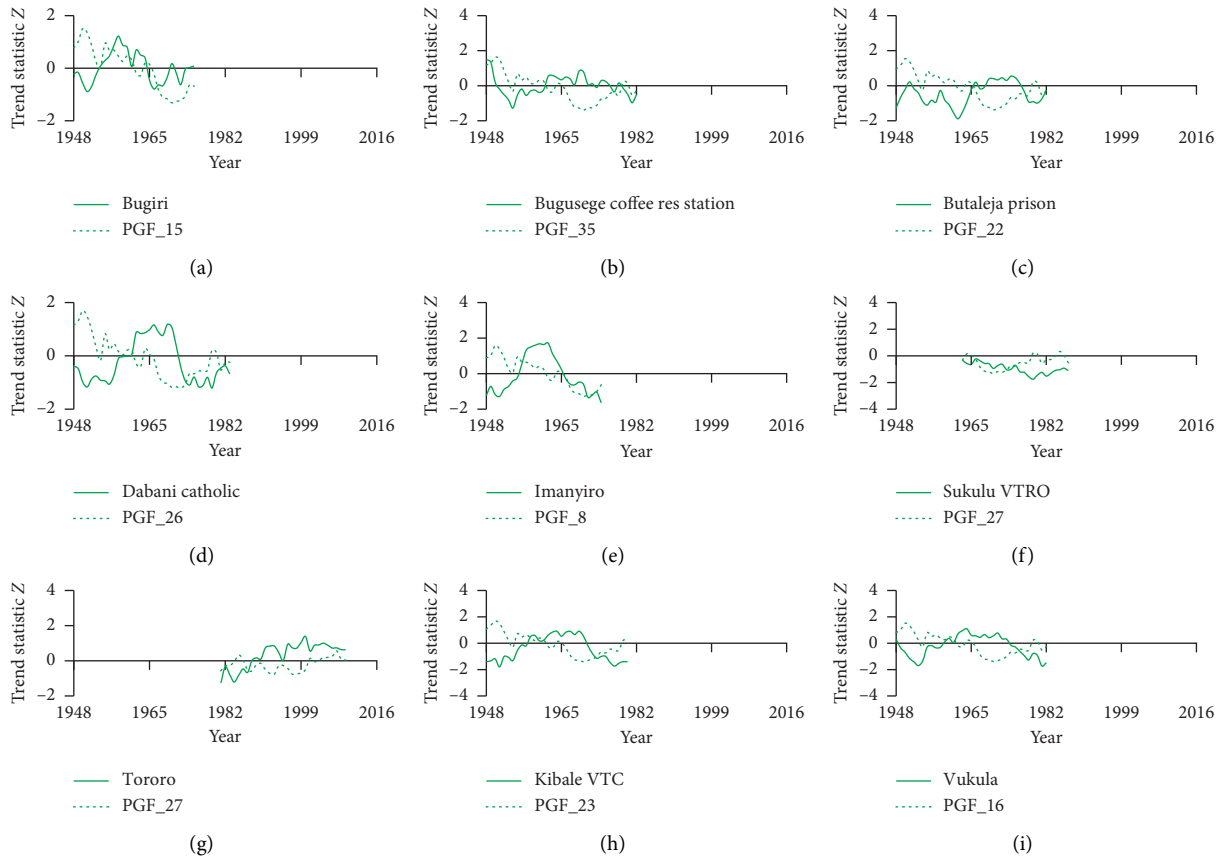 Trend statistic Z
2
0
−2
1948 1965 1982 1999 2016
Year
Bugiri
PGF_15
(a)
Trend statistic Z
4
2
0
−2
1948 1965 1982 1999 2016
Year
Bugusege coffee res station
PGF_35
(b)
Trend statistic Z
4
2
0
−2
1948 1965 1982 1999 2016
Year
Butaleja prison
PGF_22
(c)
Trend statistic Z
2
0
−2
1948 1965 1982 1999 2016
Year
Dabani catholic
PGF_26
(d)
Trend statistic Z
4
2
0
−2
1948 1965 1982 1999 2016
Year
Imanyiro
PGF_8
(e)
Trend statistic Z
4
2
0
−2
−4
1948 1965 1982 1999 2016
Year
Sukulu VTRO
PGF_27
(f)
Trend statistic Z
4
2
0
−2
1948 1965 1982 1999 2016
Year
Tororo
PGF_27
(g)
Trend statistic Z
4
2
0
−2
−4
1948 1965 1982 1999 2016
Year
Kibale VTC
PGF_23
(h)
Trend statistic Z
4
2
0
−2
−4
1948 1965 1982 1999 2016
Year
Vukula
PGF_16
(i)